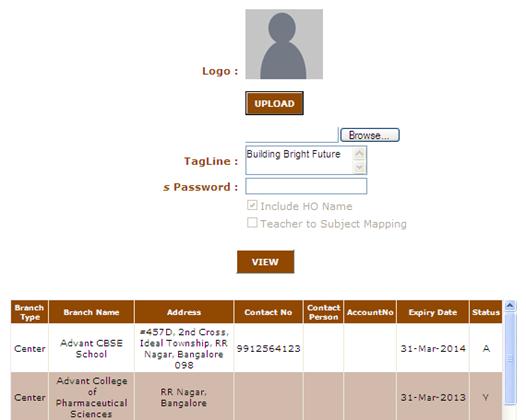 Logo :
UPLOAD
Browse...
TagLine :
Building Bright Future
s Password :
Include HO Name
Teacher to Subject Mapping
VIEW
Branch Type Branch Name Address Contact No Contact Person AccountNo Expiry Date Status
Center Advant CBSE School #457D, 2nd Cross, Ideal Township, RR Nagar, Bangalore 098 9912564123 31-Mar-2014 A
Center Advant College of Pharmaceutical Sciences RR Nagar, Bangalore 31-Mar-2013 Y